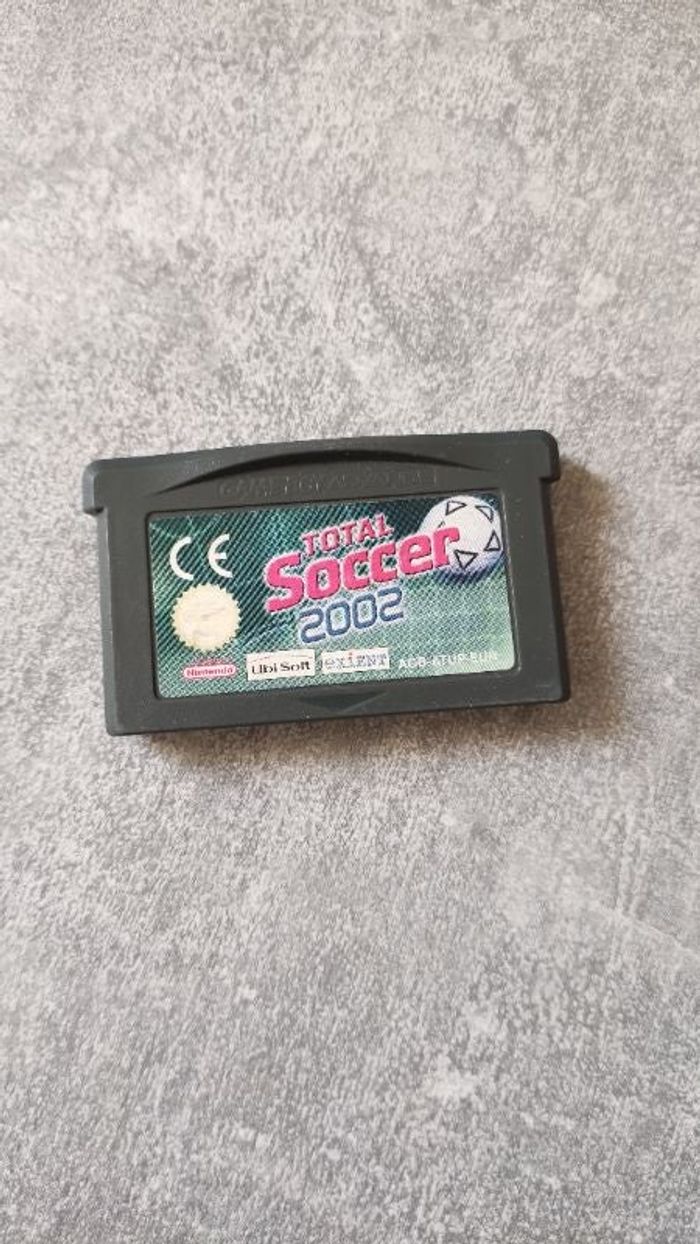 GAME BOY ADVANCE
CE
TOTAL
Soccer
2002
Nintendo
Ubi Soft
exiENT
AGB-ATUP-EUR